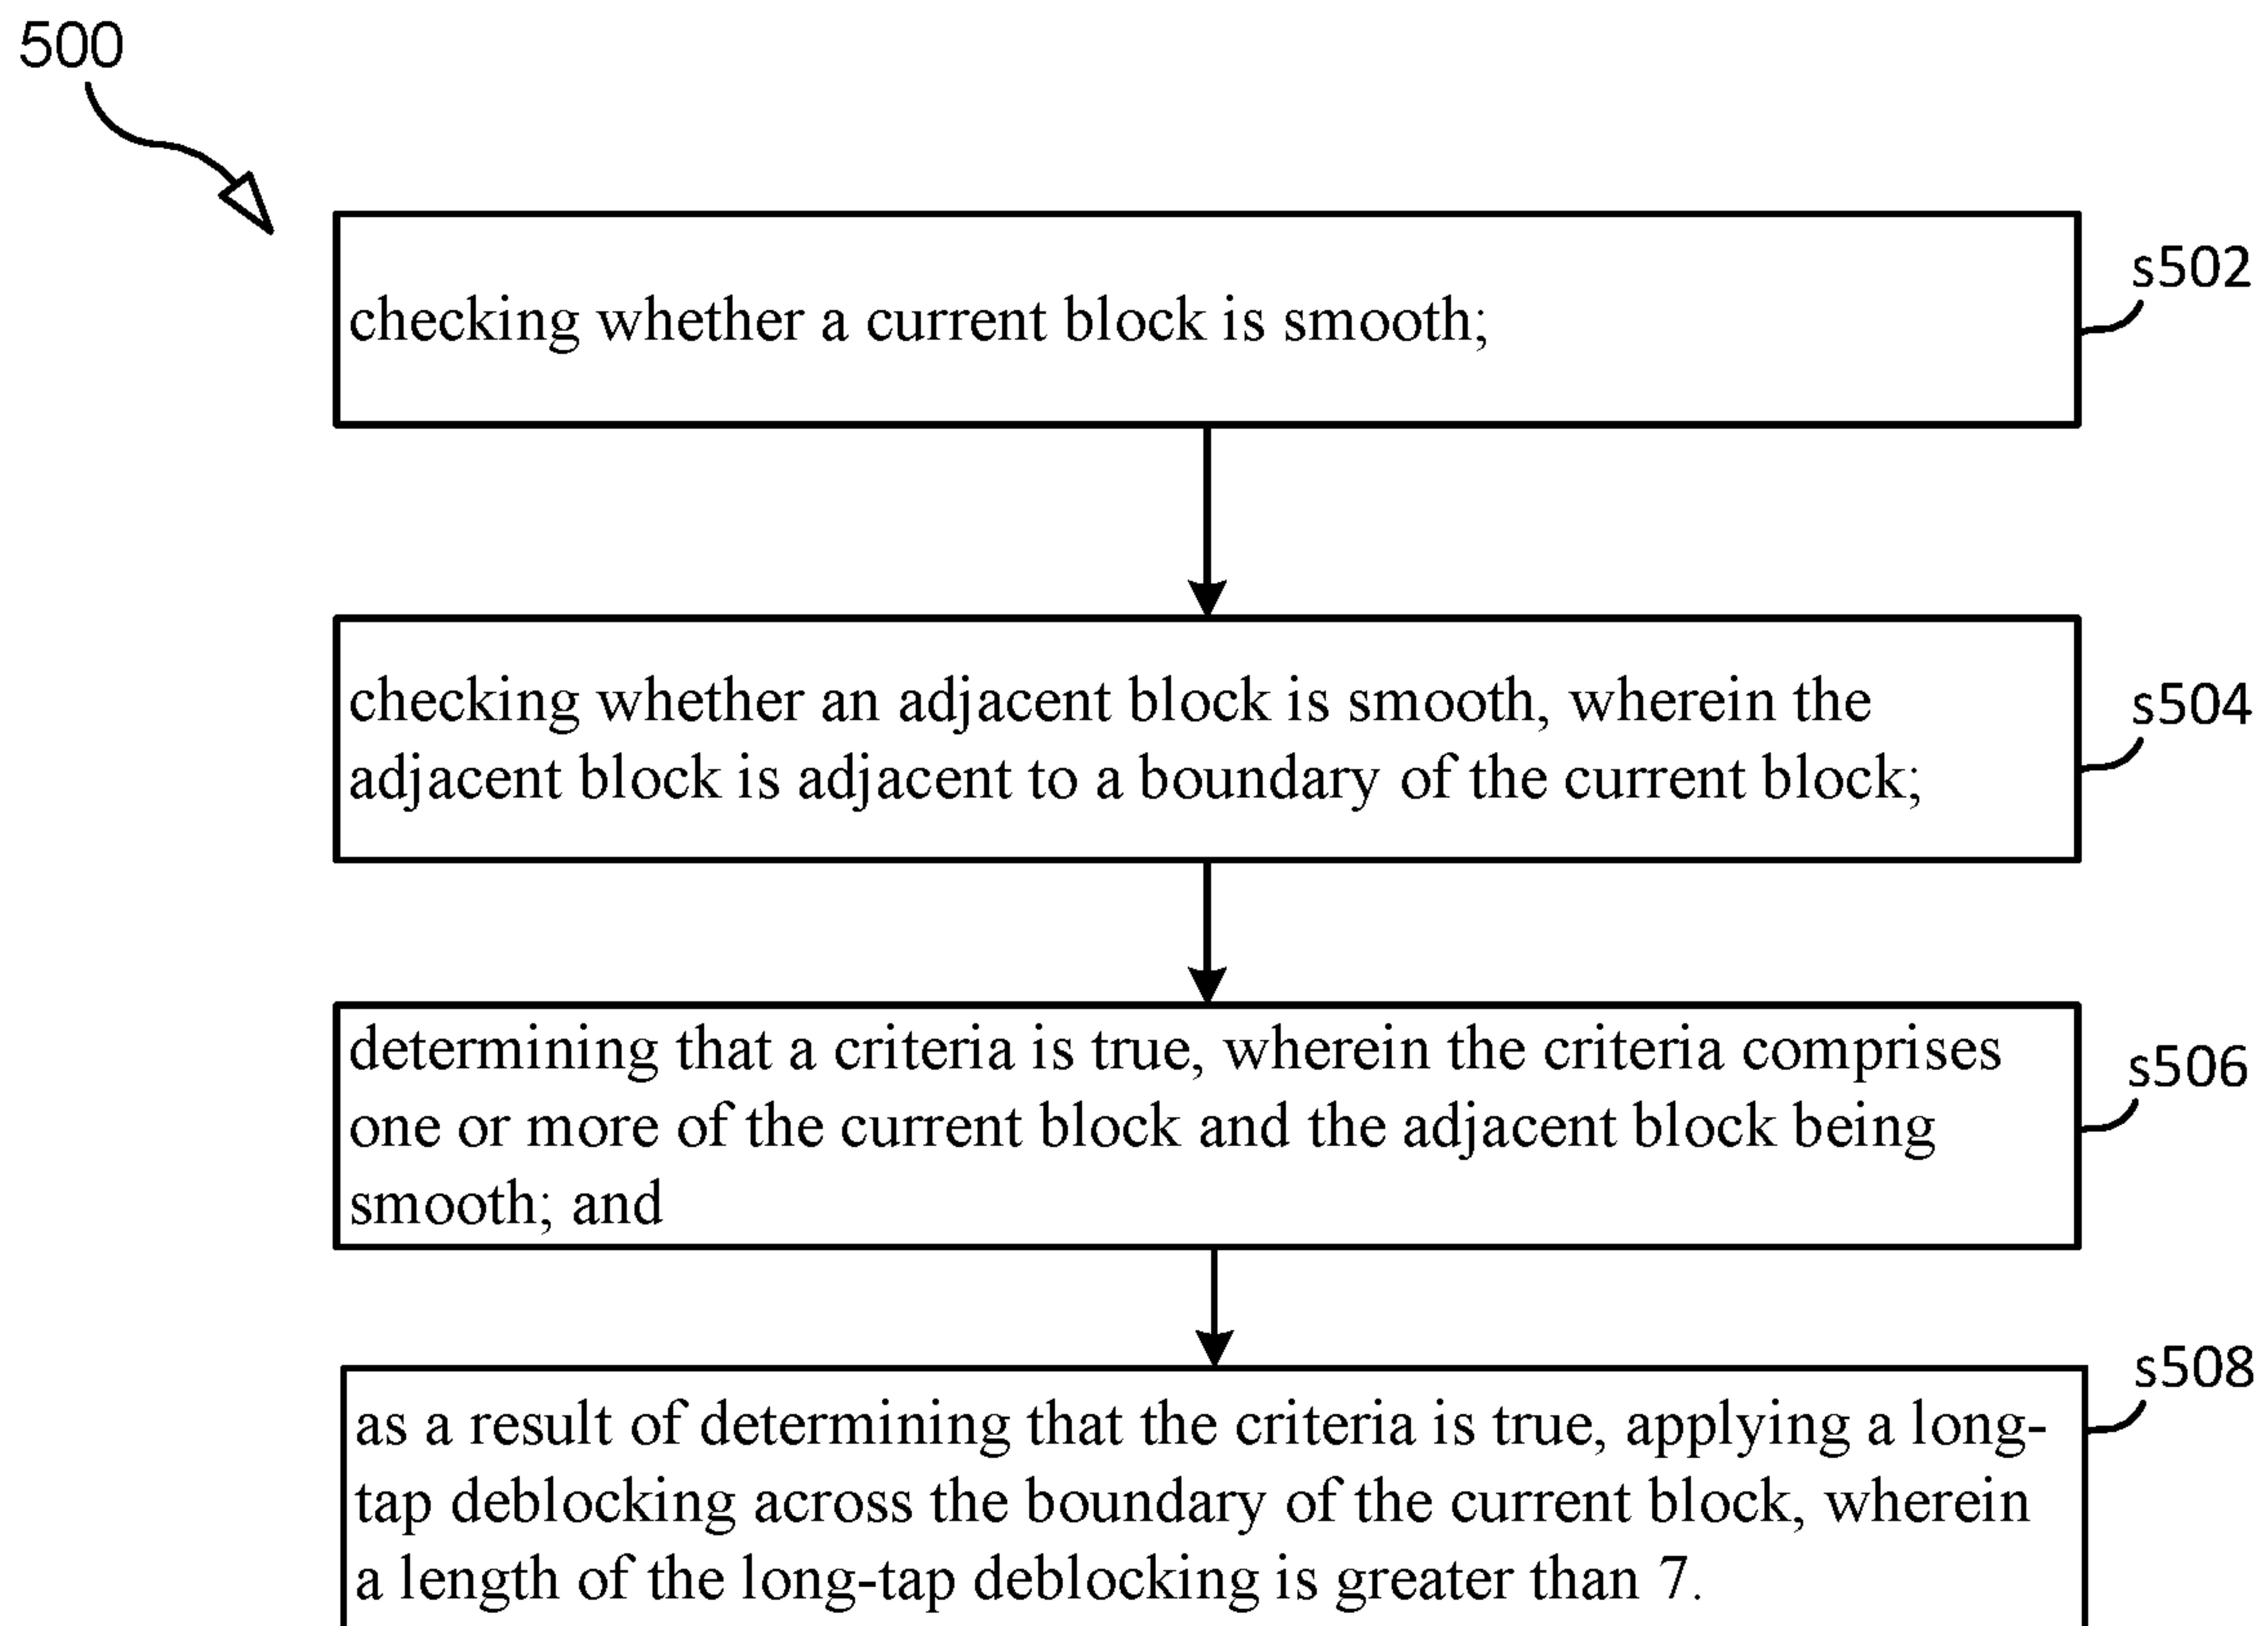 500
checking whether a current block is smooth;
s502
checking whether an adjacent block is smooth, wherein the
adjacent block is adjacent to a boundary of the current block;
s504
determining that a criteria is true, wherein the criteria comprises
one or more of the current block and the adjacent block being
smooth; and
s506
as a result of determining that the criteria is true, applying a long-
tap deblocking across the boundary of the current block, wherein
a length of the long-tap deblocking is greater than 7.
s508